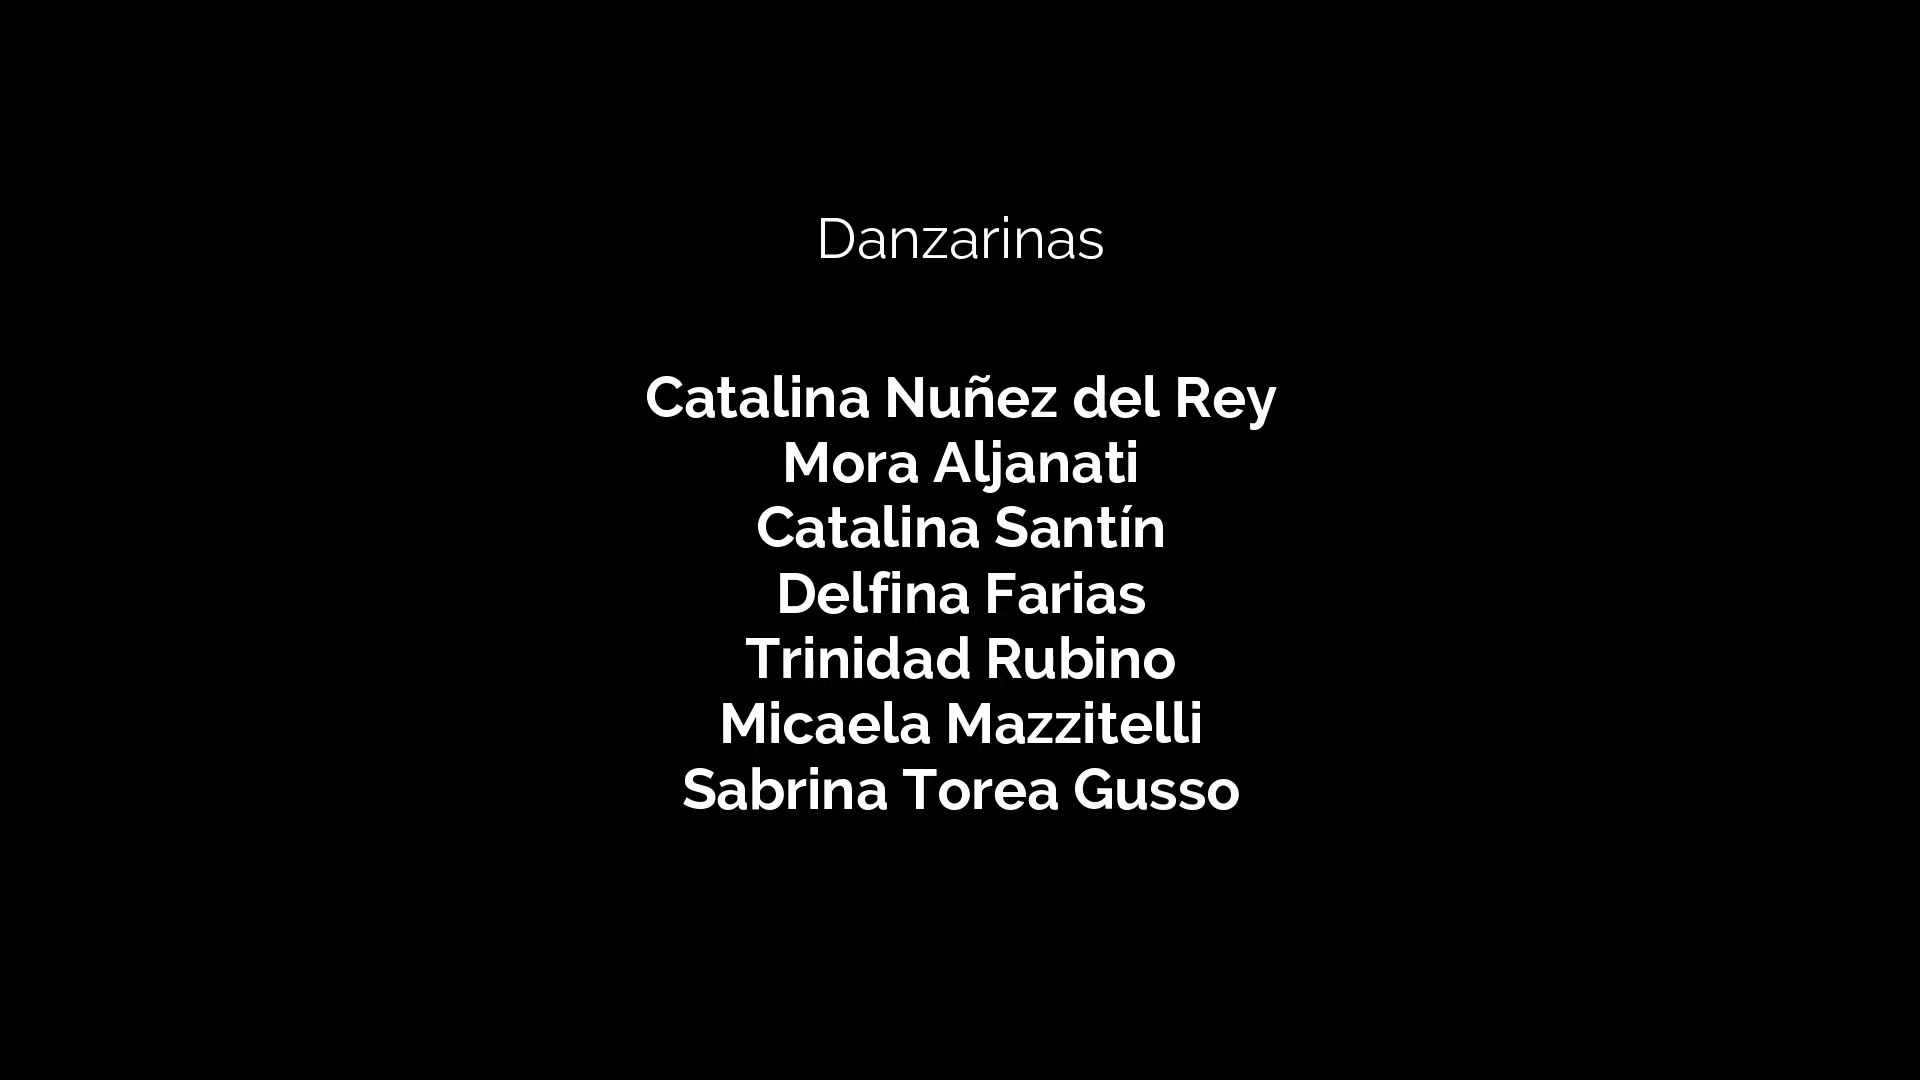 Danzarinas
Catalina Nuñez del Rey
Mora Aljanati
Catalina Santín
Delfina Farias
Trinidad Rubino
Micaela Mazzitelli
Sabrina Torea Gusso